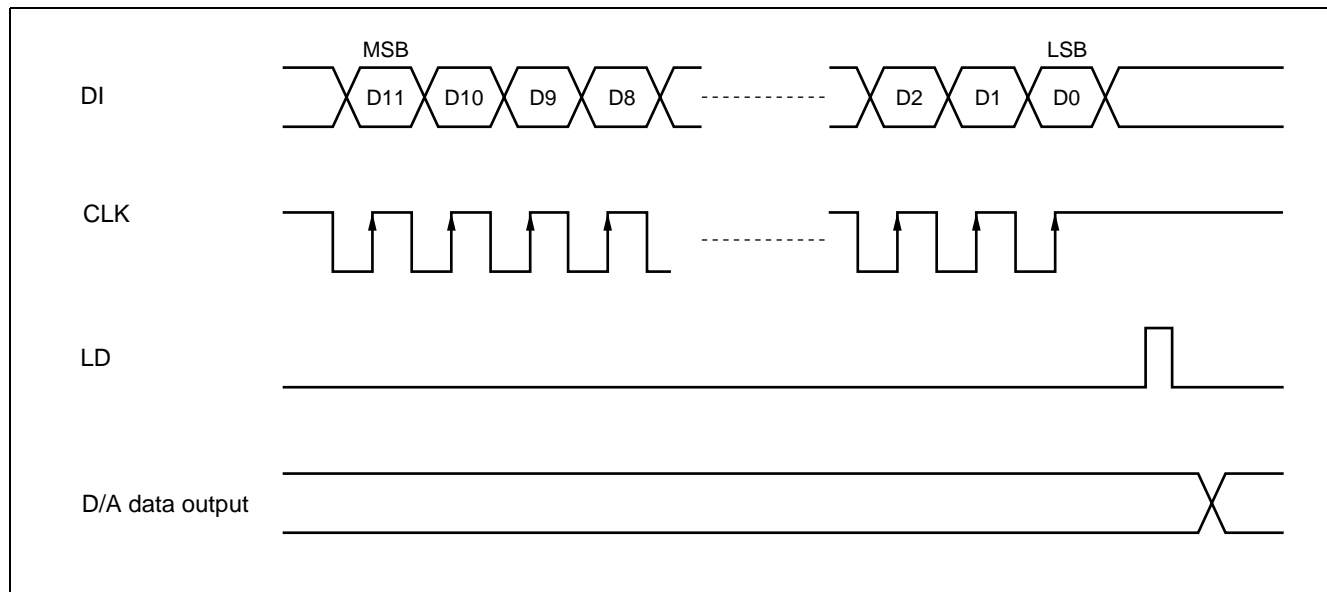 MSB
LSB
DI
D11 D10 D9 D8 D2 D1 D0
CLK
LD
D/A data output